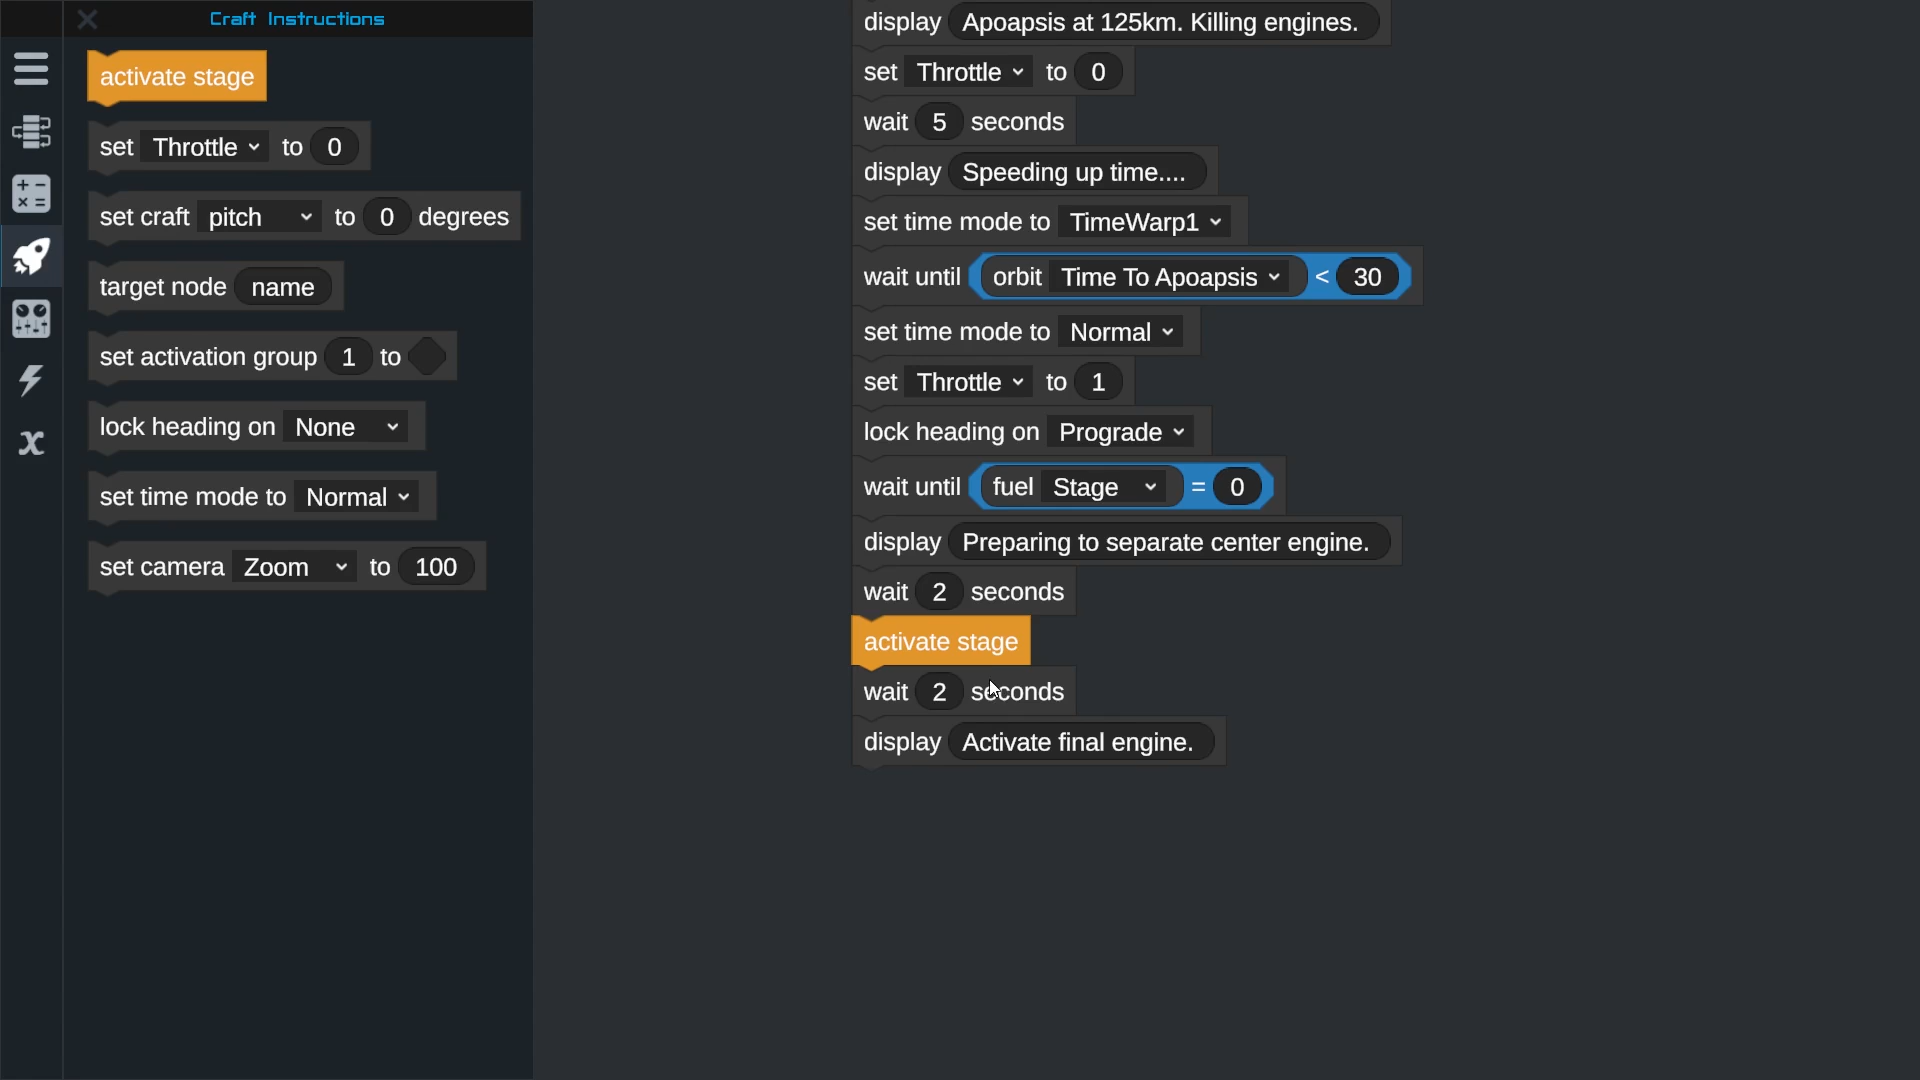 Craft Instructions
activate stage
set Throttle to 0
set craft pitch to 0 degrees
target node name
set activation group 1 to
lock heading on None
set time mode to Normal
set camera Zoom to 100
display Apoapsis at 125km. Killing engines.
set Throttle to 0
wait 5 seconds
display Speeding up time....
set time mode to TimeWarp1
wait until orbit Time To Apoapsis < 30
set time mode to Normal
set Throttle to 1
lock heading on Prograde
wait until fuel Stage = 0
display Preparing to separate center engine.
wait 2 seconds
activate stage
wait 2 seconds
display Activate final engine.